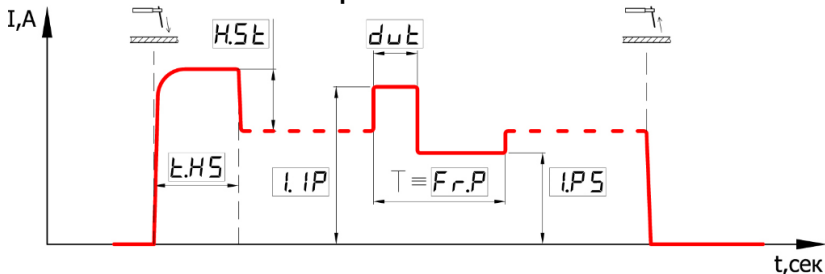 I,А
H.St
dut
t.HS
I.IP
T ≡ Fr.P
I.PS
t,сек